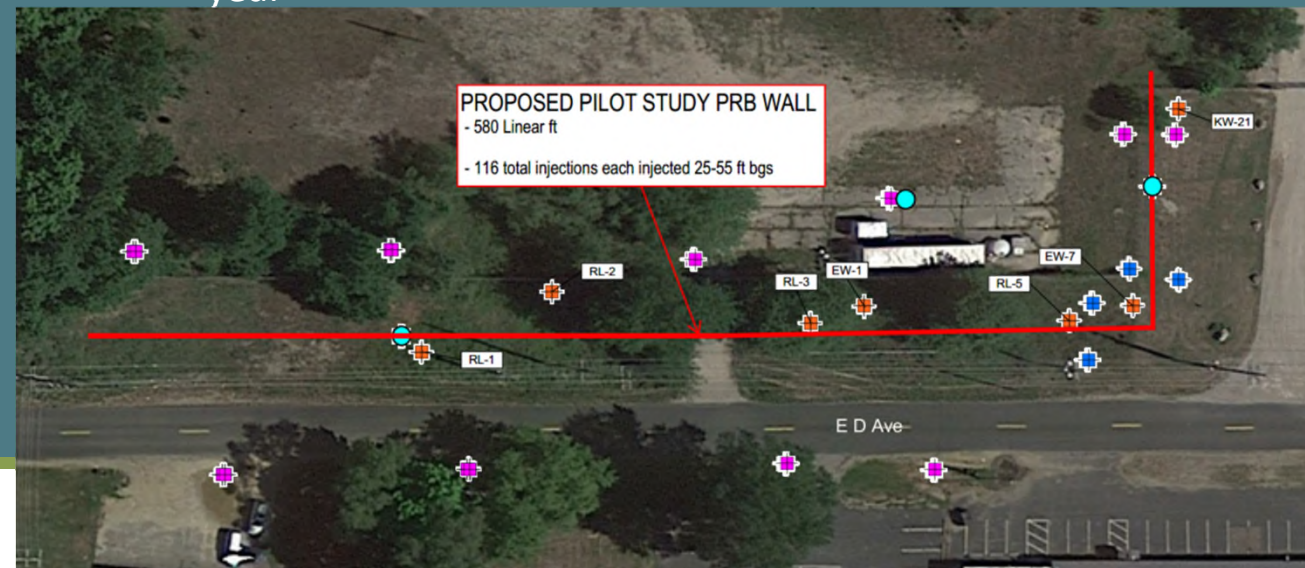 PROPOSED PILOT STUDY PRB WALL
- 580 Linear ft
- 116 total injections each injected 25-55 ft bgs
KW-21
RL-2
EW-7
RL-3
EW-1
RL-5
RL-1
E D Ave